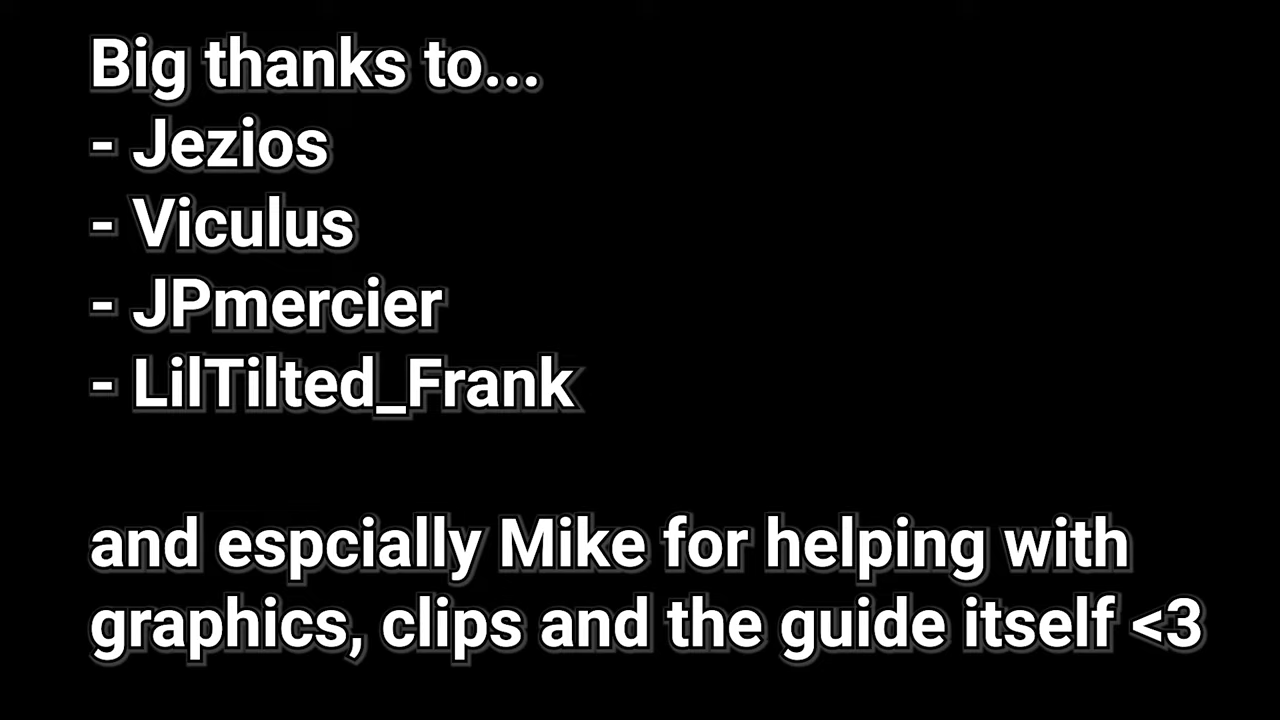 Big thanks to...
- Jezios
- Viculus
- JPmercier
- LilTilted_Frank
and espcially Mike for helping with
graphics, clips and the guide itself <3